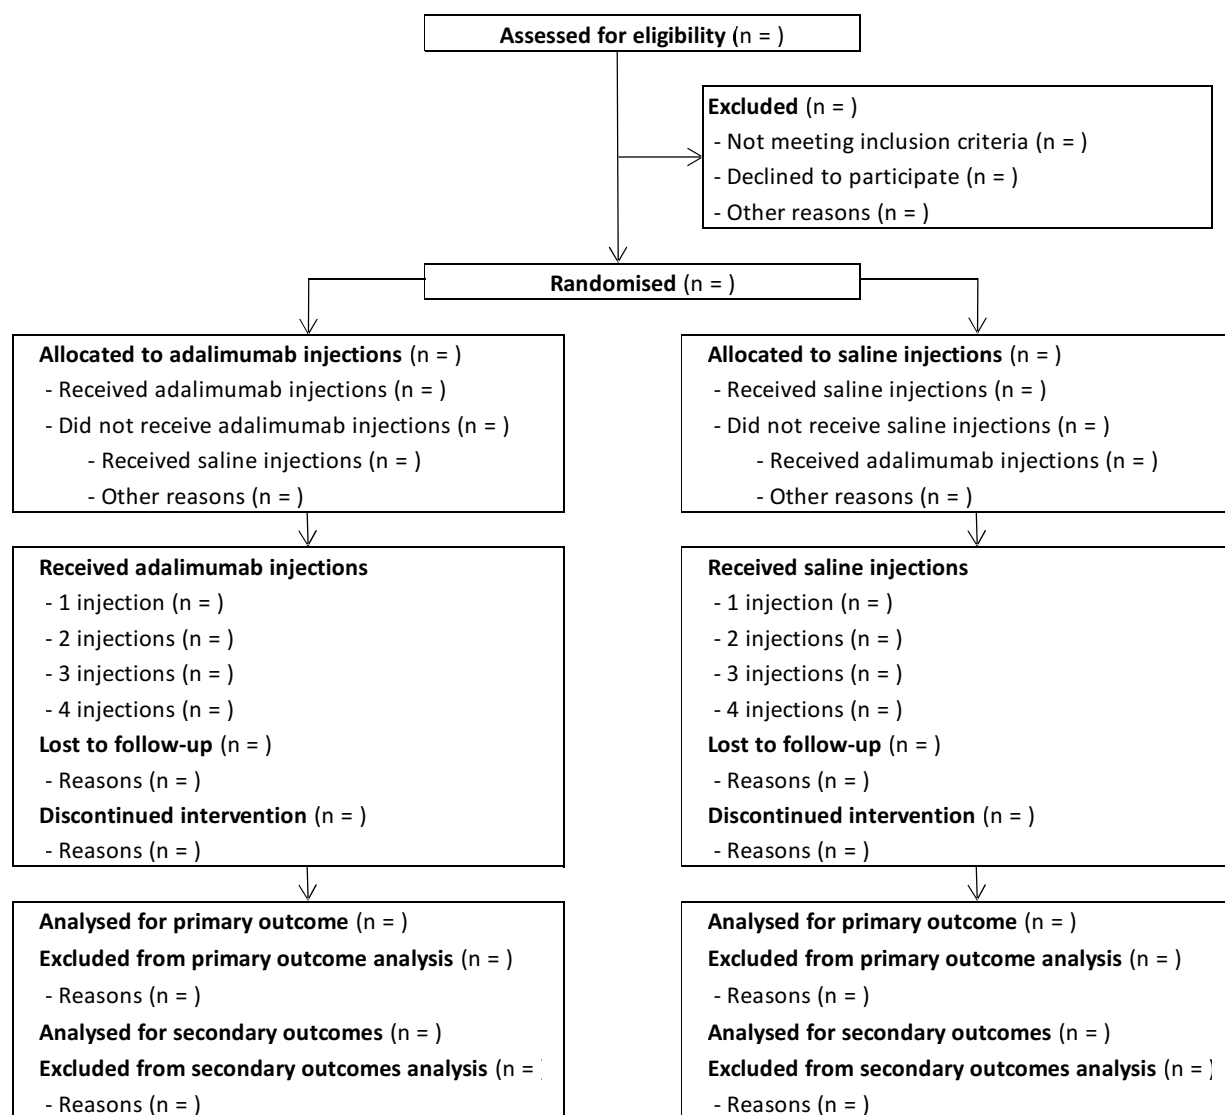 Assessed for eligibility (n = )
Excluded (n = )
- Not meeting inclusion criteria (n = )
- Declined to participate (n = )
- Other reasons (n = )
Randomised (n = )
Allocated to adalimumab injections (n = )
- Received adalimumab injections (n = )
- Did not receive adalimumab injections (n = )
- Received saline injections (n = )
- Other reasons (n = )
Allocated to saline injections (n = )
- Received saline injections (n = )
- Did not receive saline injections (n = )
- Received adalimumab injections (n = )
- Other reasons (n = )
Received adalimumab injections
- 1 injection (n = )
- 2 injections (n = )
- 3 injections (n = )
- 4 injections (n = )
Lost to follow-up (n = )
- Reasons (n = )
Discontinued intervention (n = )
- Reasons (n = )
Received saline injections
- 1 injection (n = )
- 2 injections (n = )
- 3 injections (n = )
- 4 injections (n = )
Lost to follow-up (n = )
- Reasons (n = )
Discontinued intervention (n = )
- Reasons (n = )
Analysed for primary outcome (n = )
Excluded from primary outcome analysis (n = )
- Reasons (n = )
Analysed for secondary outcomes (n = )
Excluded from secondary outcomes analysis (n = 
- Reasons (n = )
Analysed for primary outcome (n = )
Excluded from primary outcome analysis (n = )
- Reasons (n = )
Analysed for secondary outcomes (n = )
Excluded from secondary outcomes analysis (n = )
- Reasons (n = )